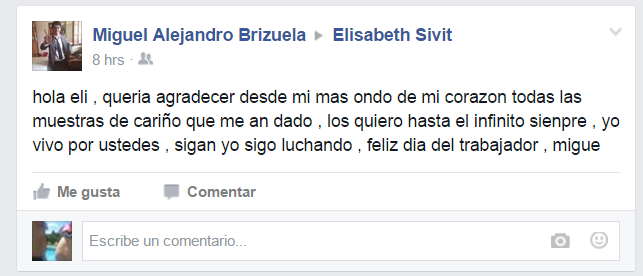 Miguel Alejandro Brizuela ▸ Elisabeth Sivit
8 hrs ·
hola eli , queria agradecer desde mi mas ondo de mi corazon todas las
muestras de cariño que me an dado , los quiero hasta el infinito sienpre , yo
vivo por ustedes , sigan yo sigo luchando , feliz dia del trabajador , migue
Me gusta Comentar
Escribe un comentario...